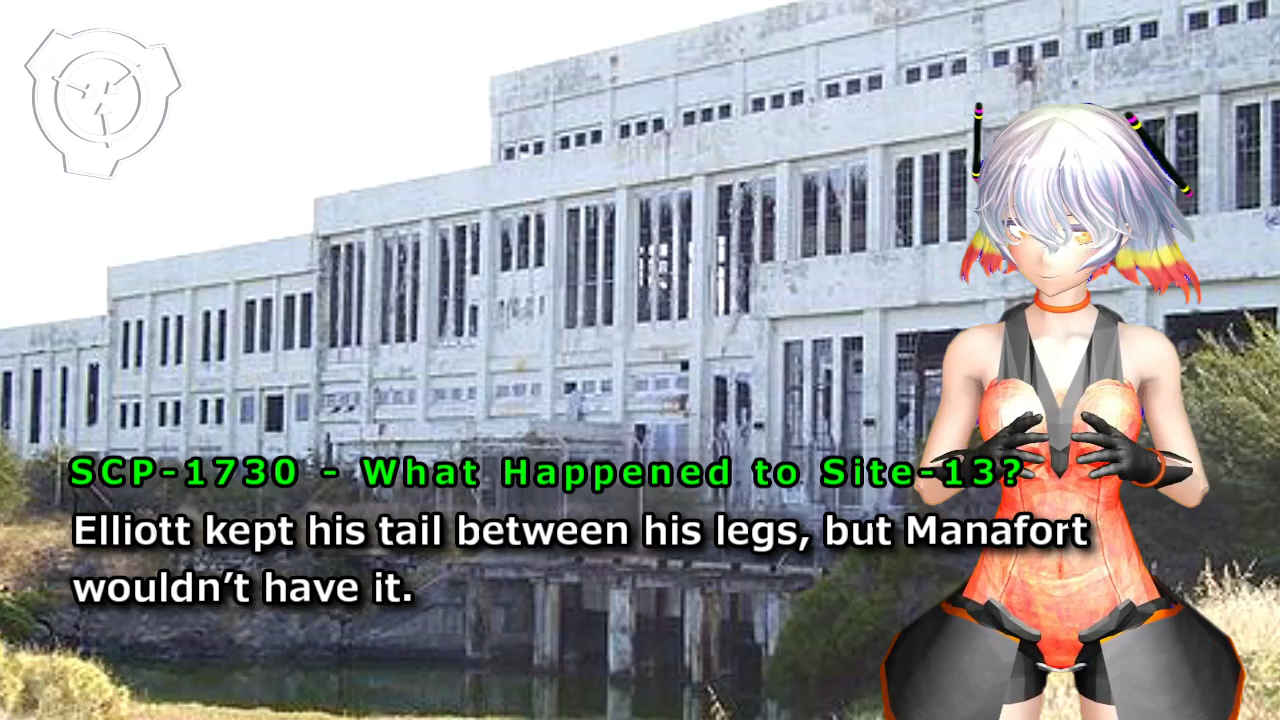 SCP-1730 - What Happened to Site-13?
Elliott kept his tail between his legs, but Manafort
wouldn’t have it.